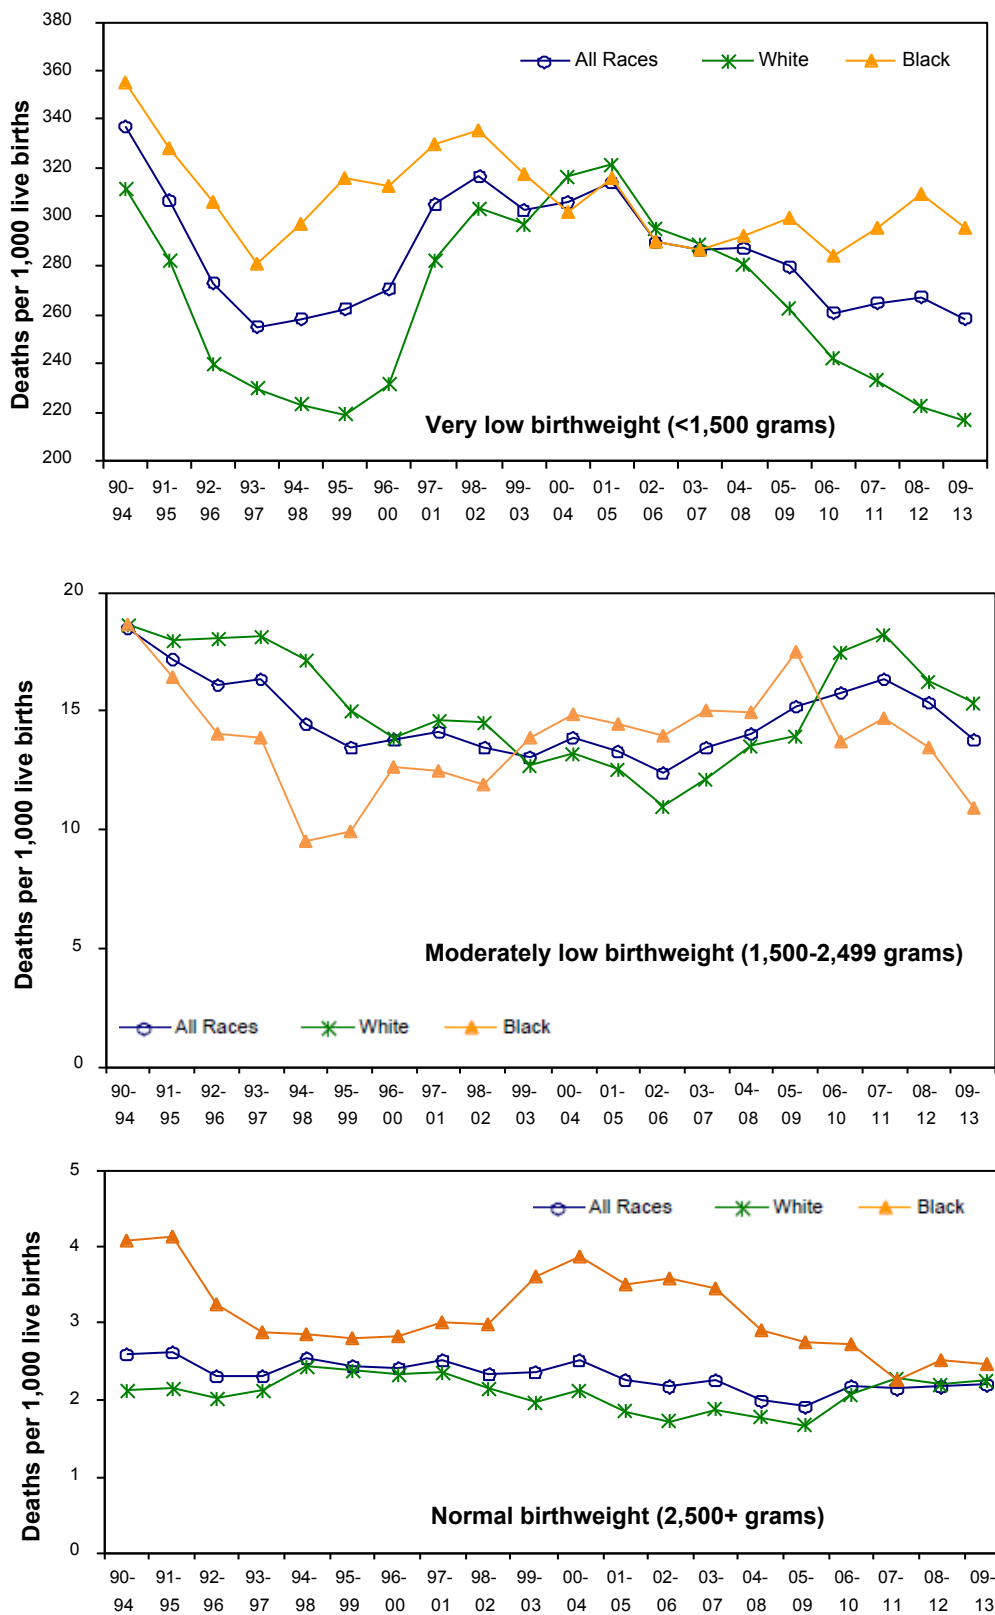 380
360
340
320
300
280
260
240
220
200
Deaths per 1,000 live births
All Races White Black
Very low birthweight (<1,500 grams)
90- 91- 92- 93- 94- 95- 96- 97- 98- 99- 00- 01- 02- 03- 04- 05- 06- 07- 08- 09-
94 95 96 97 98 99 00 01 02 03 04 05 06 07 08 09 10 11 12 13
20
15
10
5
0
Deaths per 1,000 live births
Moderately low birthweight (1,500-2,499 grams)
All Races White Black
90- 91- 92- 93- 94- 95- 96- 97- 98- 99- 00- 01- 02- 03- 04- 05- 06- 07- 08- 09-
94 95 96 97 98 99 00 01 02 03 04 05 06 07 08 09 10 11 12 13
5
4
3
2
1
0
Deaths per 1,000 live births
All Races White Black
Normal birthweight (2,500+ grams)
90- 91- 92- 93- 94- 95- 96- 97- 98- 99- 00- 01- 02- 03- 04- 05- 06- 07- 08- 09-
94 95 96 97 98 99 00 01 02 03 04 05 06 07 08 09 10 11 12 13